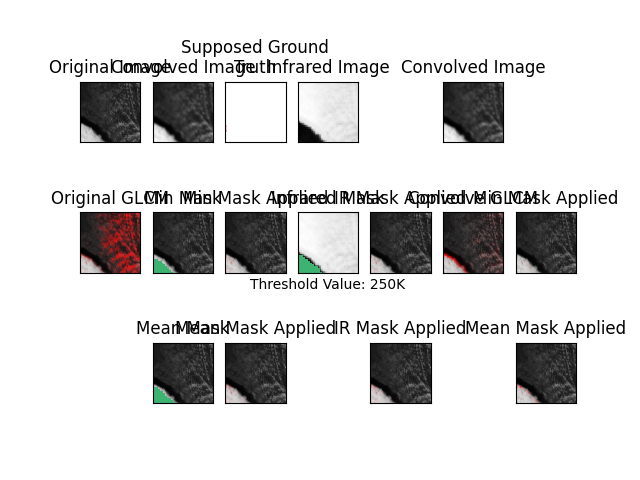 Supposed Ground
Original Image
Convolved Image
Truth
Infrared Image
Convolved Image
Original GLCM
Min Mask
Min Mask Applied
Infrared Mask
IR Mask Applied
Convolved GLCM
Min Mask Applied
Threshold Value: 250K
Mean Mask
Mean Mask Applied
IR Mask Applied
Mean Mask Applied